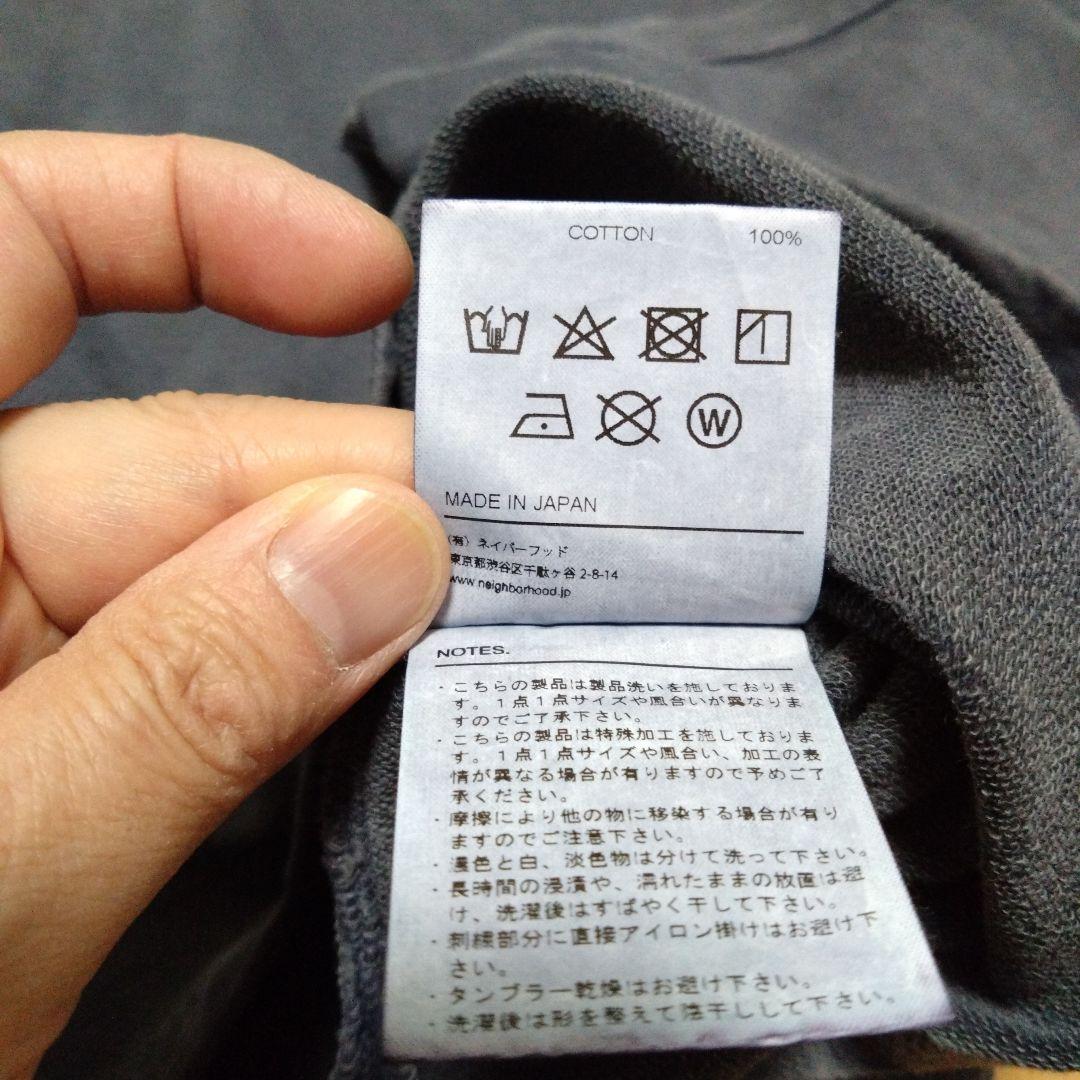 COTTON 100%
W
MADE IN JAPAN
(有) ネイバーフッド
東京都渋谷区千駄ヶ谷 2-8-14
www.neighborhood.jp
NOTES.
・こちらの製品は製品洗いを施しておりま
す。１点１点サイズや風合いが異なりま
すのでご了承下さい。
・こちらの製品は特殊加工を施しておりま
す。１点１点サイズや風合い、加工の表
情が異なる場合が有りますので予めご了
承ください。
・摩擦により他の物に移染する場合が有り
ますのでご注意下さい。
・濃色と白、淡色物は分けて洗って下さい。
・長時間の浸漬や、濡れたままの放置は避
け、洗濯後はすばやく干して下さい。
・刺繍部分に直接アイロン掛けはお避け下
さい。
・タンブラー乾燥はお避け下さい。
・洗濯後は形を整えて陰干しして下さい。